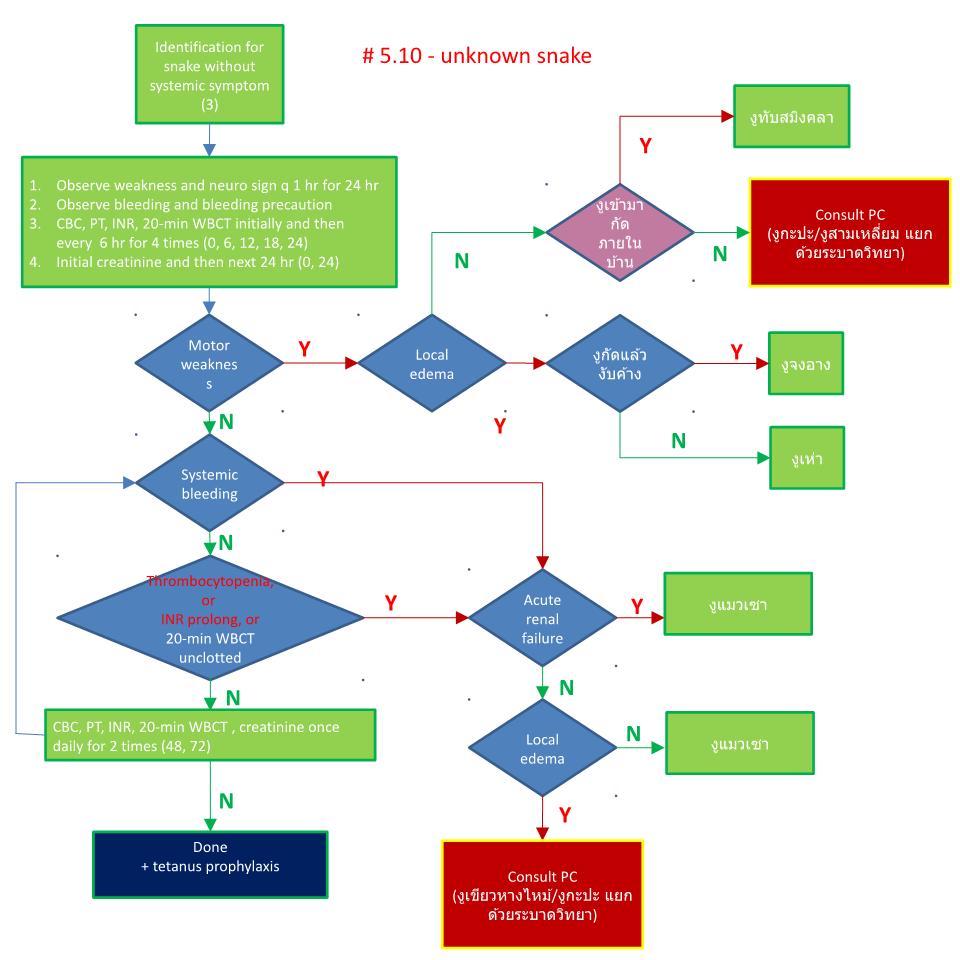 # 5.10 - unknown snake
Identification for
snake without
systemic symptom
(3)
1. Observe weakness and neuro sign q 1 hr for 24 hr
2. Observe bleeding and bleeding precaution
3. CBC, PT, INR, 20-min WBCT initially and then
every 6 hr for 4 times (0, 6, 12, 18, 24)
4. Initial creatinine and then next 24 hr (0, 24)
งูทับสมิงคลา
Y
งูเข้ามา
กัด
ภายใน
บ้าน
N
N
Consult PC
(งูกะปะ/งูสามเหลี่ยม แยก
ด้วยระบาดวิทยา)
Motor
weaknes
s
Y
Local
edema
Y
งูกัดแล้ว
งับค้าง
Y
งูจงอาง
N
งูเห่า
N
Systemic
bleeding
Y
N
Thrombocytopenia,
or
INR prolong, or
20-min WBCT
unclotted
Y
Acute
renal
failure
Y
งูแมวเซา
N
N
CBC, PT, INR, 20-min WBCT , creatinine once
daily for 2 times (48, 72)
Local
edema
N
งูแมวเซา
N
Y
Done
+ tetanus prophylaxis
Consult PC
(งูเขียวหางไหม้/งูกะปะ แยก
ด้วยระบาดวิทยา)